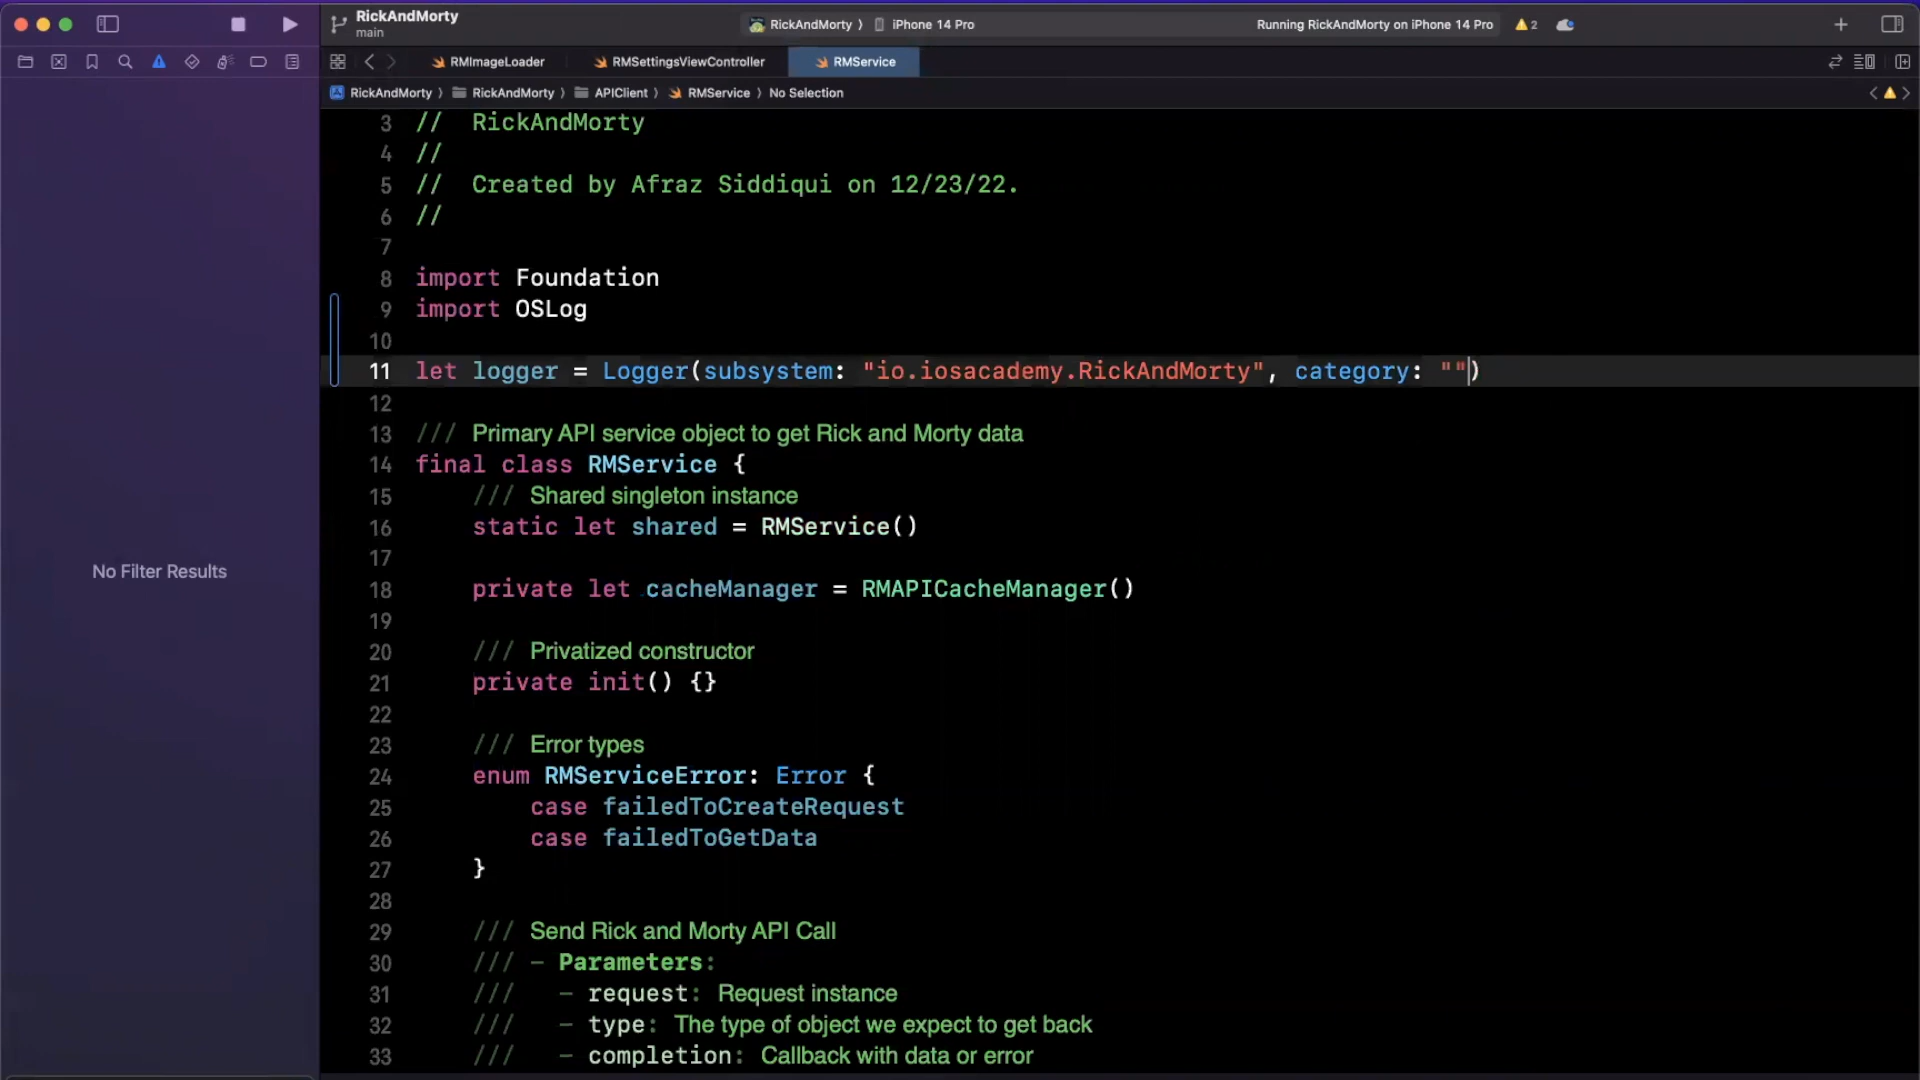 RickAndMorty
main
RickAndMorty ⟩ iPhone 14 Pro
Running RickAndMorty on iPhone 14 Pro
2
RMImageLoader
RMSettingsViewController
RMService
RickAndMorty ⟩ RickAndMorty ⟩ APIClient ⟩ RMService ⟩ No Selection
No Filter Results
3 // RickAndMorty
4 //
5 // Created by Afraz Siddiqui on 12/23/22.
6 //
7
8 import Foundation
9 import OSLog
10
11 let logger = Logger(subsystem: "io.iosacademy.RickAndMorty", category: "")
12
13 /// Primary API service object to get Rick and Morty data
14 final class RMService {
15 /// Shared singleton instance
16 static let shared = RMService()
17
18 private let cacheManager = RMAPICacheManager()
19
20 /// Privatized constructor
21 private init() {}
22
23 /// Error types
24 enum RMServiceError: Error {
25 case failedToCreateRequest
26 case failedToGetData
27 }
28
29 /// Send Rick and Morty API Call
30 /// – Parameters:
31 /// – request: Request instance
32 /// – type: The type of object we expect to get back
33 /// – completion: Callback with data or error